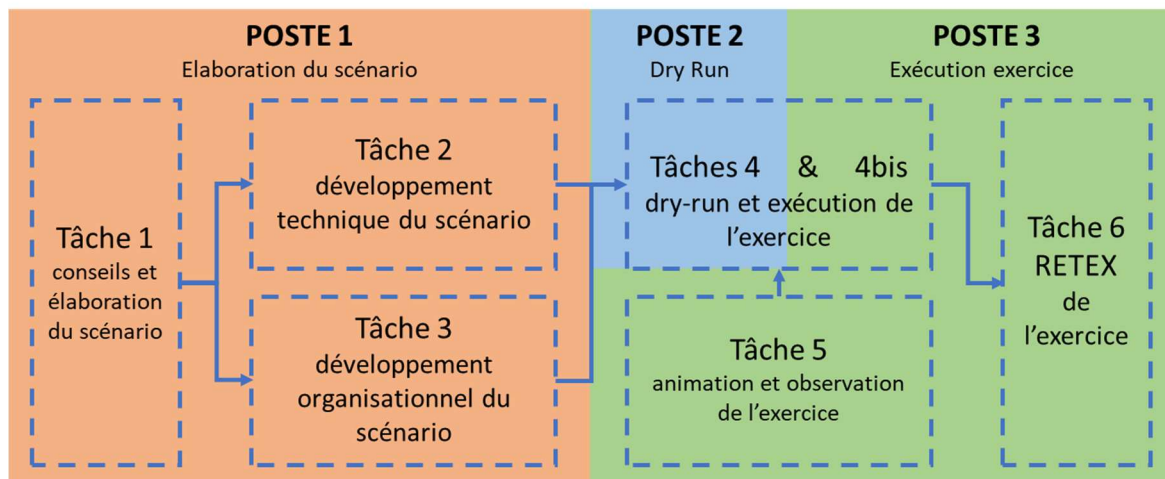 POSTE 1
Elaboration du scénario
POSTE 2
Dry Run
POSTE 3
Exécution exercice
Tâche 1
conseils et
élaboration
du scénario
Tâche 2
développement
technique du scénario
Tâche 3
développement
organisationnel du
scénario
Tâches 4 & 4bis
dry-run et exécution de
l’exercice
Tâche 5
animation et observation
de l’exercice
Tâche 6
RETEX
de
l’exercice